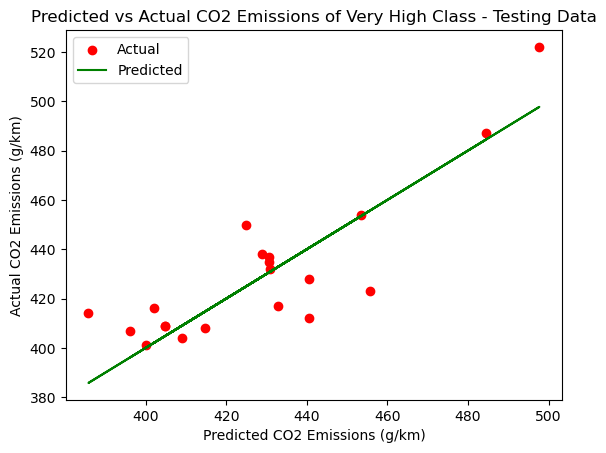 Predicted vs Actual CO2 Emissions of Very High Class - Testing Data
Actual
Predicted
520
500
480
460
440
420
400
380
Actual CO2 Emissions (g/km)
400 420 440 460 480 500
Predicted CO2 Emissions (g/km)